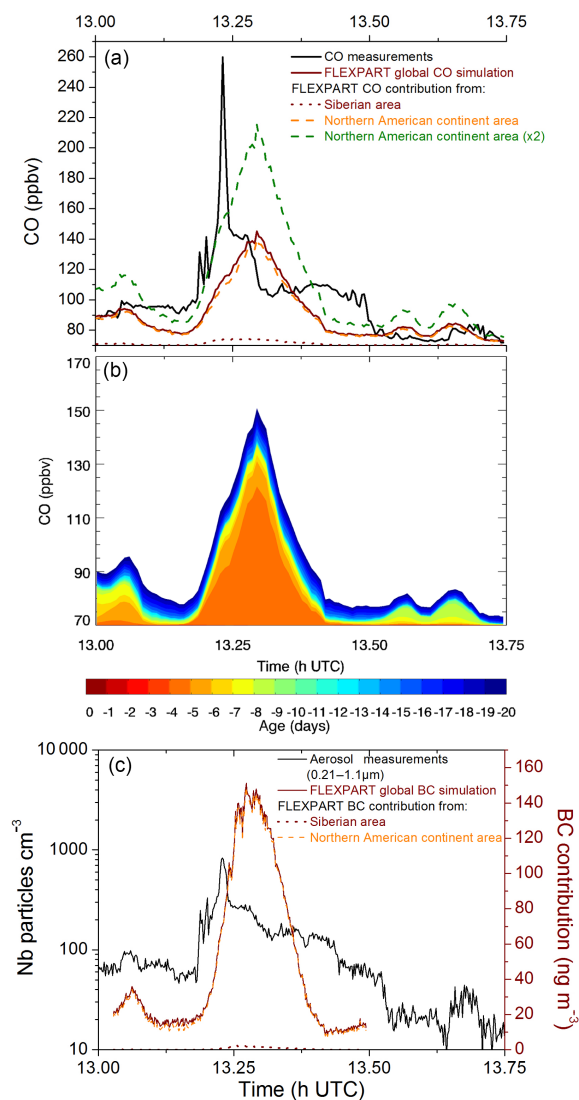 13.00 13.25 13.50 13.75
(a)
CO measurements
FLEXPART global CO simulation
FLEXPART CO contribution from:
Siberian area
Northern American continent area
Northern American continent area (x2)
260
240
220
200
180
160
140
120
100
80
CO (ppbv)
(b)
170
150
130
110
90
70
CO (ppbv)
13.00 13.25 13.50 13.75
Time (h UTC)
0 -1 -2 -3 -4 -5 -6 -7 -8 -9 -10 -11 -12 -13 -14 -15 -16 -17 -18 -19 -20
Age (days)
(c)
Aerosol measurements
(0.21–1.1µm)
FLEXPART global BC simulation
FLEXPART BC contribution from:
Siberian area
Northern American continent area
10 000
1000
100
10
Nb particles cm⁻³
170
160
140
120
100
80
60
40
20
0
BC contribution (ng m⁻³)
13.00 13.25 13.50 13.75
Time (h UTC)